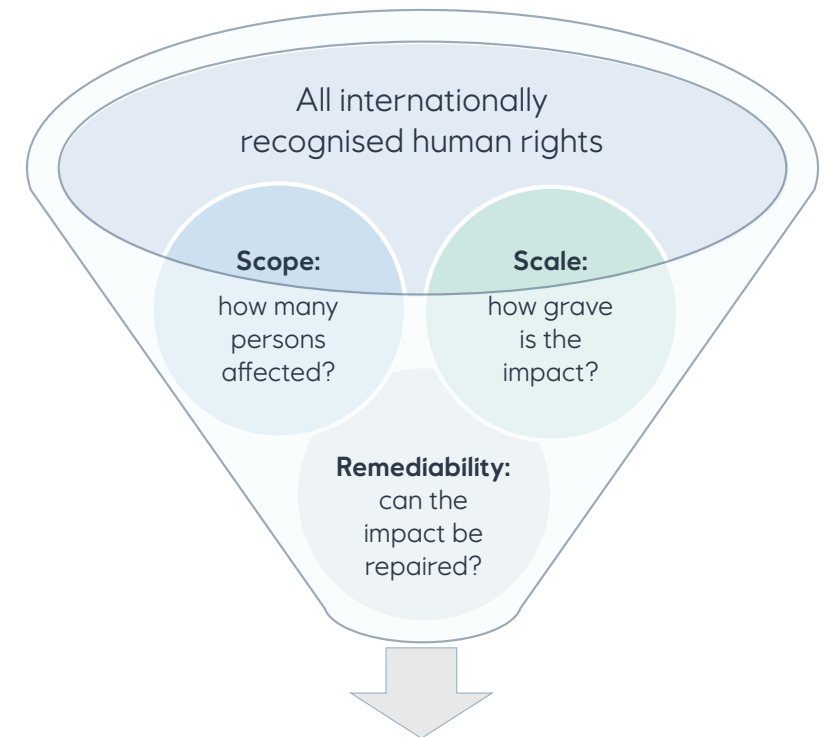 All internationally
recognised human rights
Scope:
how many
persons
affected?
Scale:
how grave
is the
impact?
Remediability:
can the
impact be
repaired?